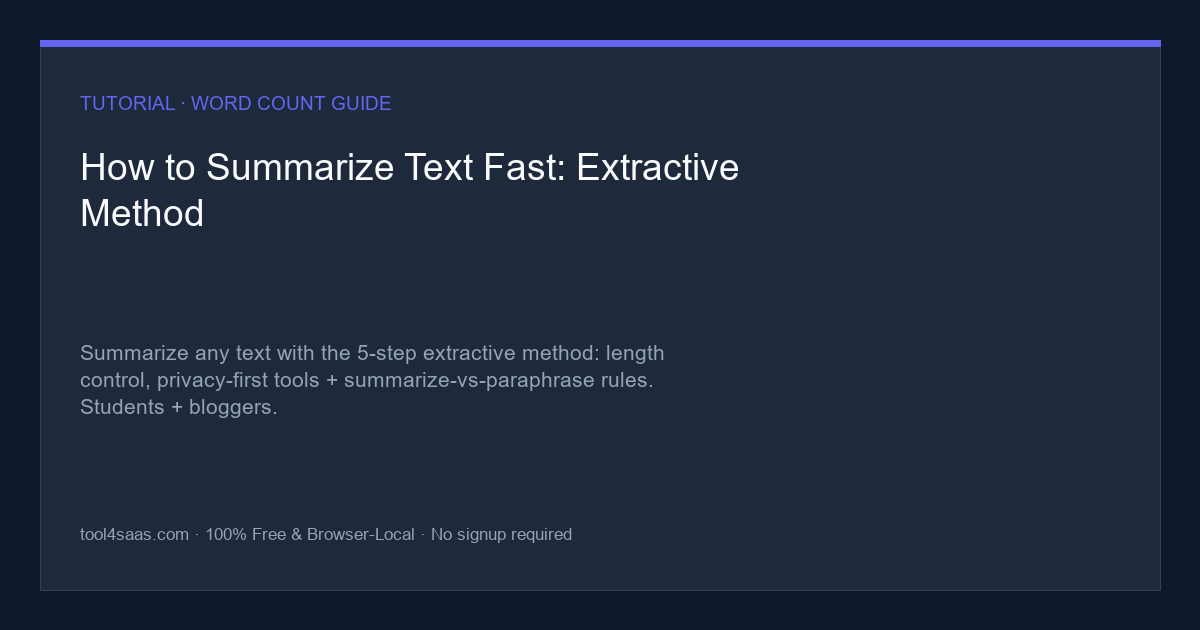 TUTORIAL · WORD COUNT GUIDE
How to Summarize Text Fast: Extractive
Method
Summarize any text with the 5-step extractive method: length
control, privacy-first tools + summarize-vs-paraphrase rules.
Students + bloggers.
tool4saas.com · 100% Free & Browser-Local · No signup required